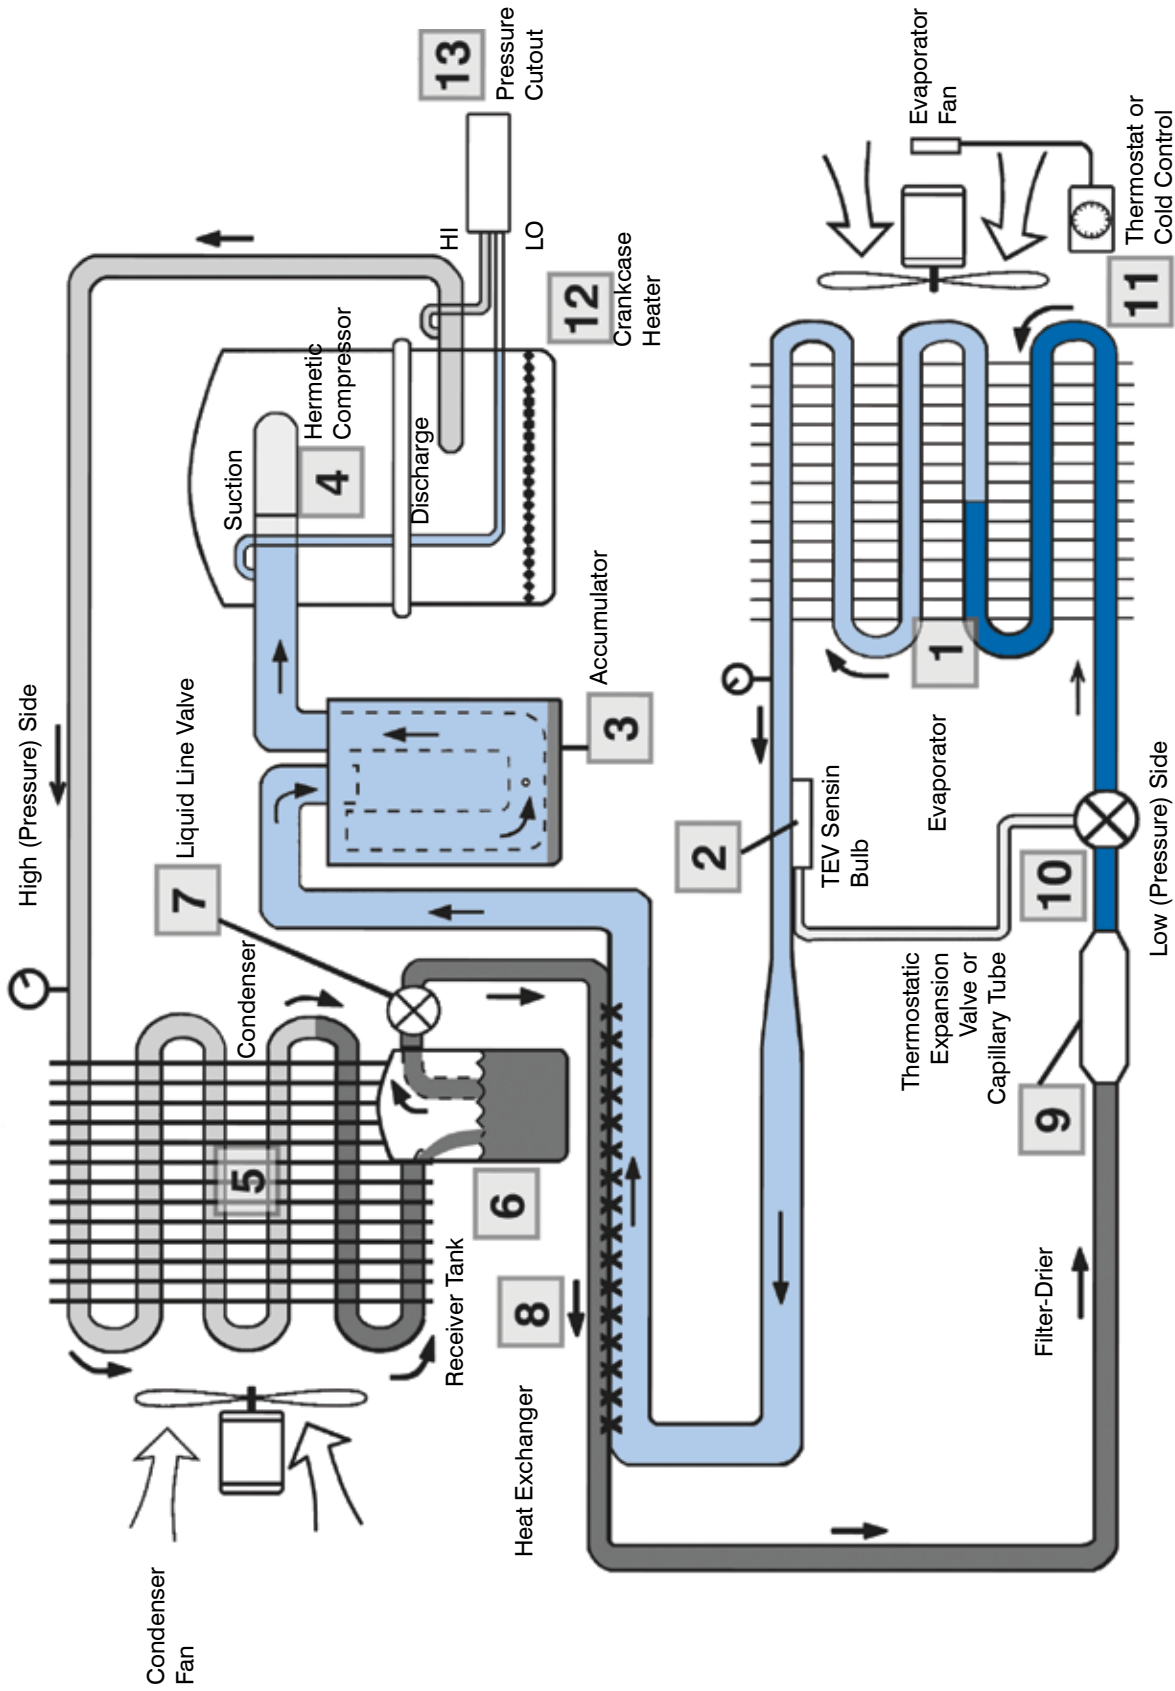 High (Pressure) Side
Condenser
Fan
5
Condenser
7
Liquid Line Valve
Suction
4
Hermetic
Compressor
Discharge
HI
LO
13
Pressure
Cutout
12
Crankcase
Heater
Receiver Tank
6
3
Accumulator
Heat Exchanger
8
2
TEV Sensin
Bulb
Evaporator
1
Evaporator
Fan
Thermostatic
Expansion
Valve or
Capillary Tube
10
9
Filter-Drier
11
Thermostat or
Cold Control
Low (Pressure) Side